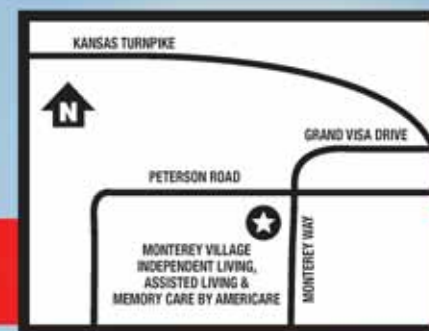 KANSAS TURNPIKE
N
GRAND VISA DRIVE
PETERSON ROAD
MONTEREY WAY
MONTEREY VILLAGE
INDEPENDENT LIVING,
ASSISTED LIVING &
MEMORY CARE BY AMERICARE